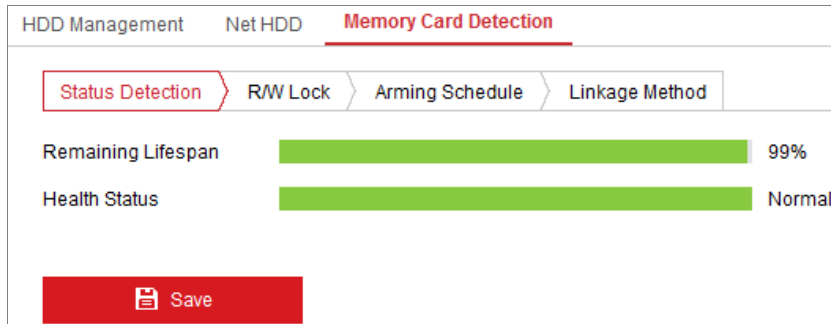 HDD Management Net HDD Memory Card Detection
Status Detection R/W Lock Arming Schedule Linkage Method
Remaining Lifespan 99%
Health Status Normal
Save